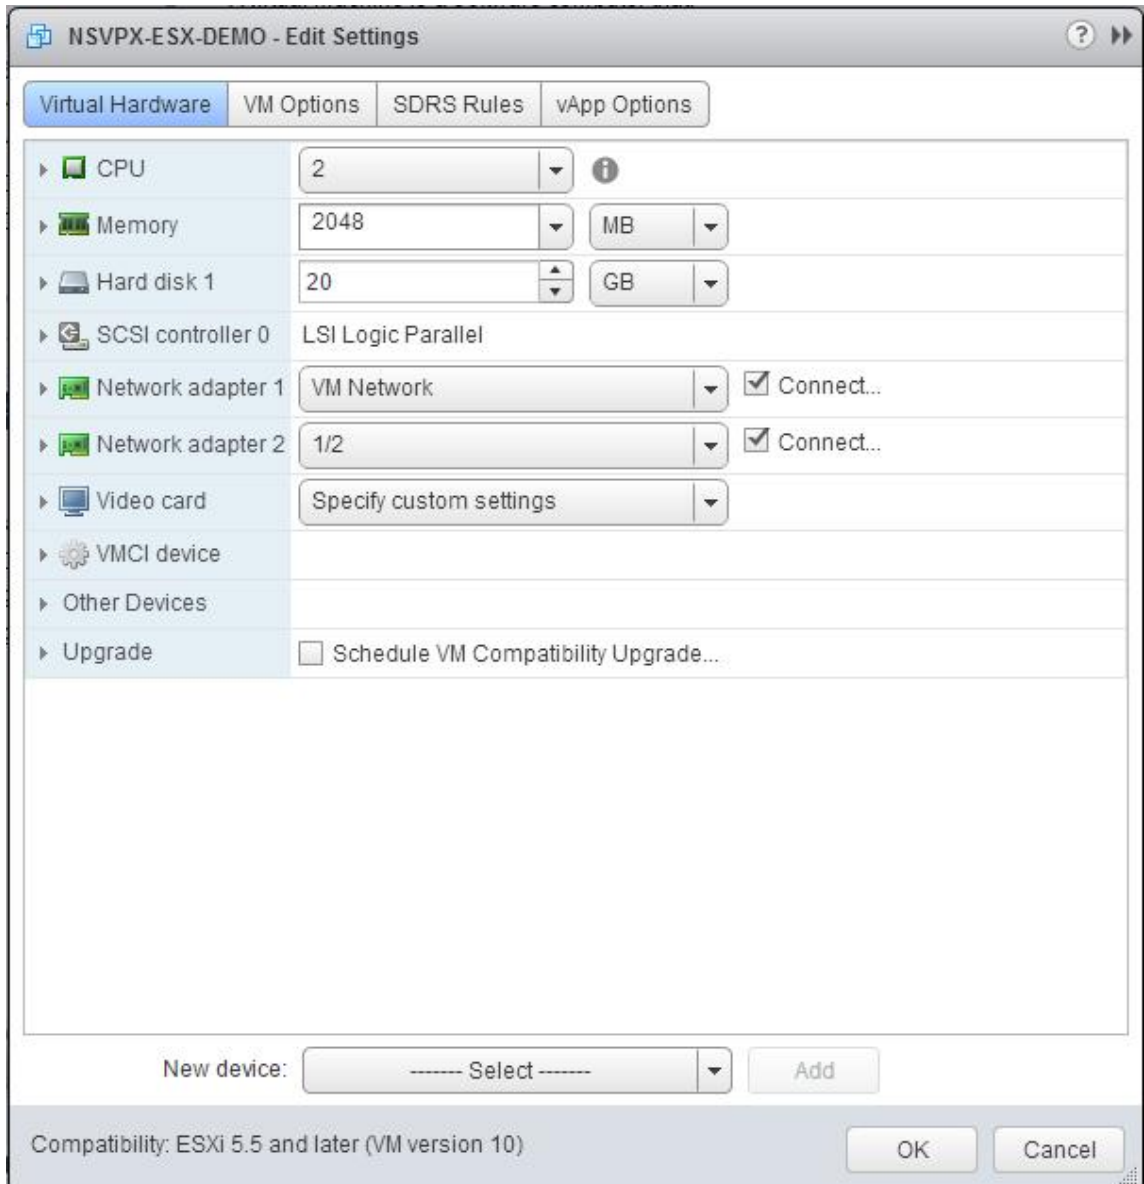 NSVPX-ESX-DEMO - Edit Settings
Virtual Hardware VM Options SDRS Rules vApp Options
CPU 2
Memory 2048 MB
Hard disk 1 20 GB
SCSI controller 0 LSI Logic Parallel
Network adapter 1 VM Network Connect...
Network adapter 2 1/2 Connect...
Video card Specify custom settings
VMCI device
Other Devices
Upgrade Schedule VM Compatibility Upgrade...
New device: ------- Select ------- Add
Compatibility: ESXi 5.5 and later (VM version 10) OK Cancel